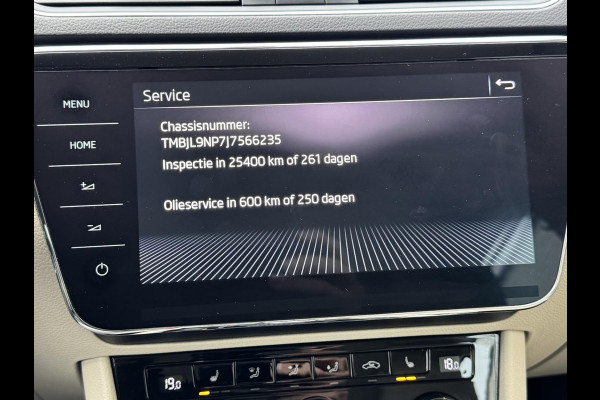 Service
MENU
HOME
Chassisnummer:
TMBJL9NP7J7566235
Inspectie in 25400 km of 261 dagen
Olieservice in 600 km of 250 dagen
19.0
18.0